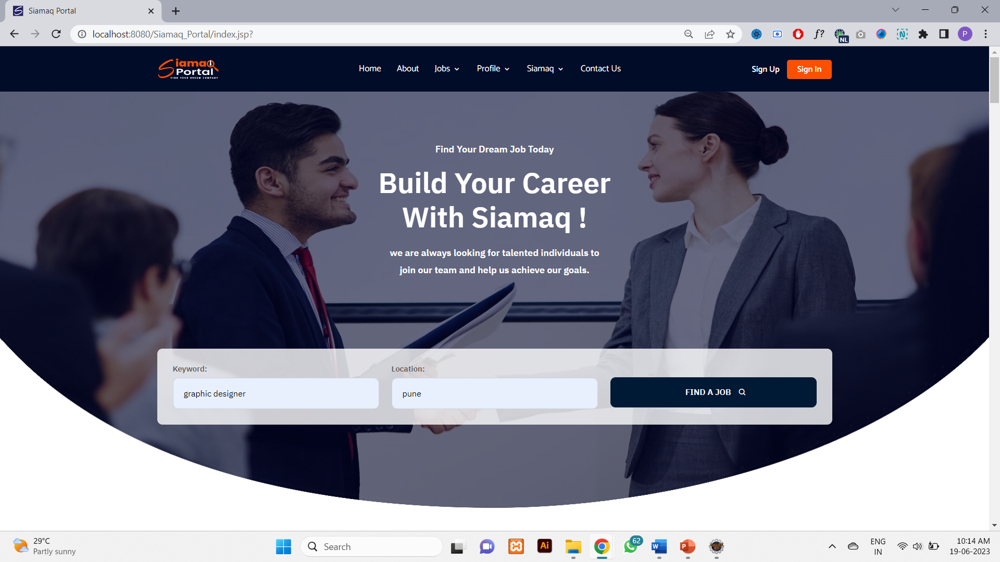 Siamaq Portal
localhost:8080/Siamaq_Portal/index.jsp?
f?
NL
P
Siamaq
Portal
FIND YOUR DREAM COMPANY
Home
About
Jobs
Profile
Siamaq
Contact Us
Sign Up
Sign In
Find Your Dream Job Today
Build Your Career
With Siamaq !
we are always looking for talented individuals to
join our team and help us achieve our goals.
Keyword:
Location:
graphic designer
pune
FIND A JOB
29°C
Partly sunny
Search
Ai
62
W
P
ENG
IN
10:14 AM
19-06-2023